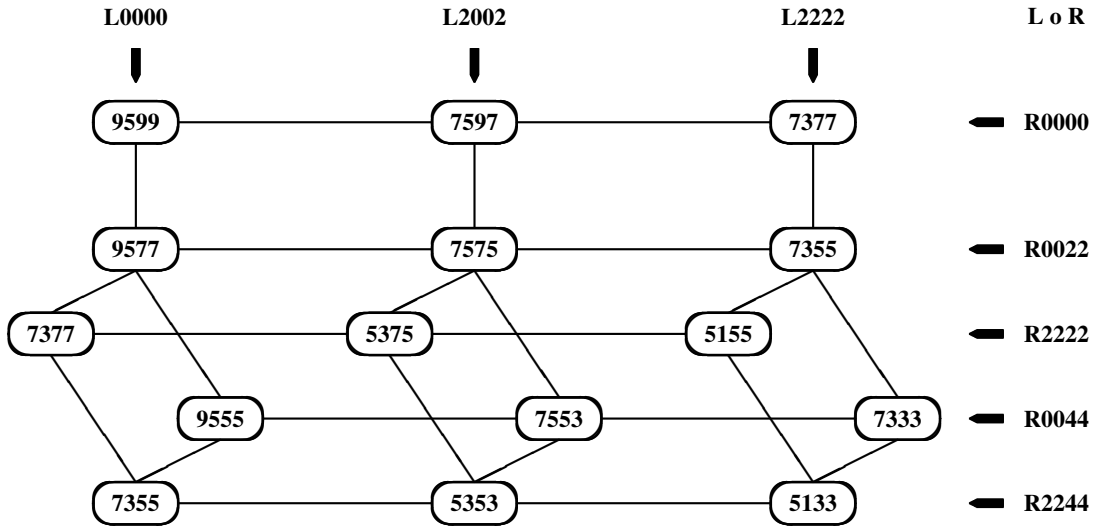 L0000 L2002 L2222 L o R
9599 7597 7377 R0000
9577 7575 7355 R0022
7377 5375 5155 R2222
9555 7553 7333 R0044
7355 5353 5133 R2244